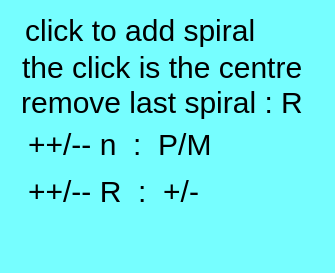 click to add spiral
the click is the centre
remove last spiral : R
++/-- n : P/M
++/-- R : +/-